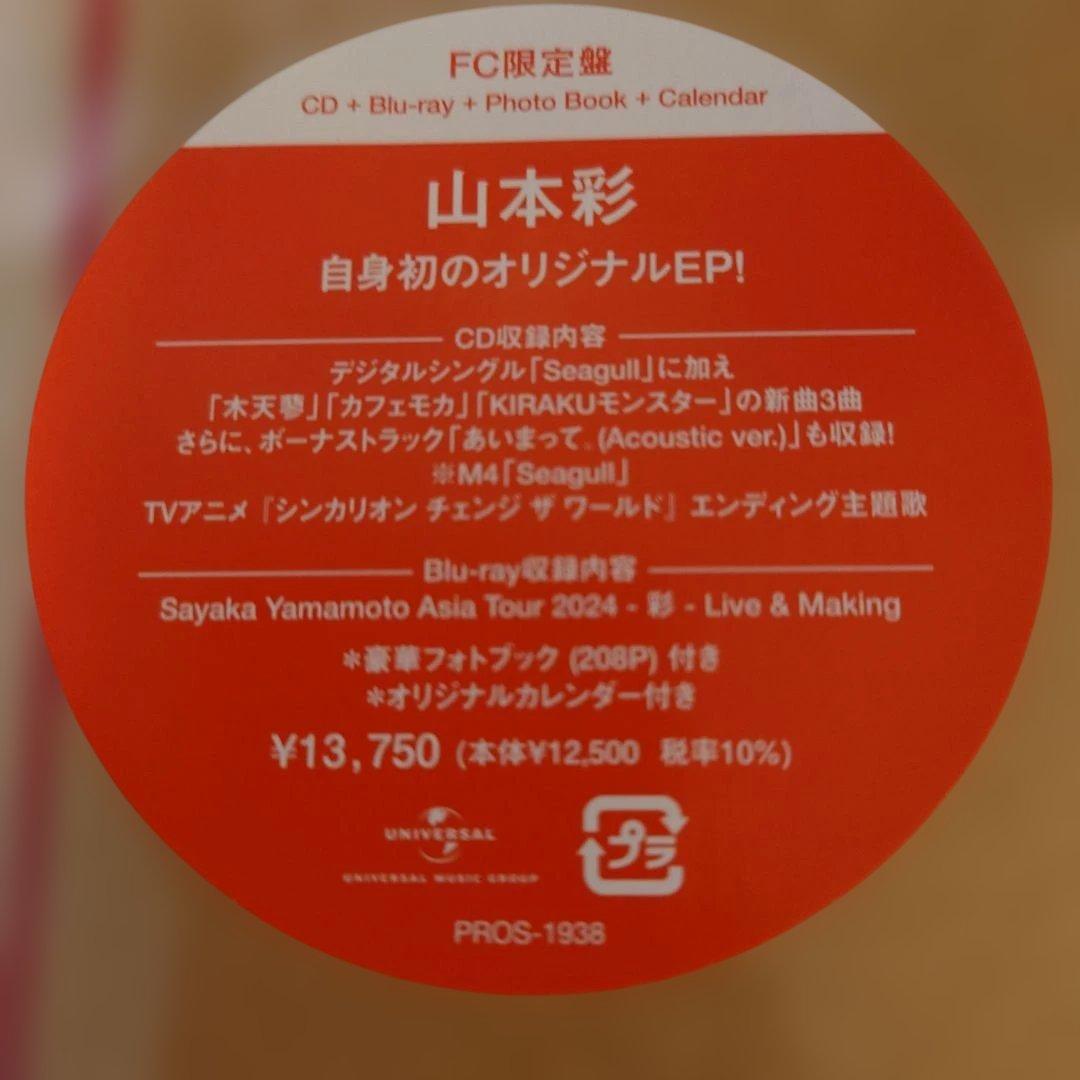 FC限定盤
CD + Blu-ray + Photo Book + Calendar
山本彩
自身初のオリジナルEP!
CD収録内容
デジタルシングル「Seagull」に加え
「木天蓼」「カフェモカ」「KIRAKUモンスター」の新曲3曲
さらに、ボーナストラック「あいまって。(Acoustic ver.)」も収録!
※M4「Seagull」
TVアニメ『シンカリオン チェンジ ザ ワールド』 エンディング主題歌
Blu-ray収録内容
Sayaka Yamamoto Asia Tour 2024 - 彩 - Live & Making
*豪華フォトブック (208P) 付き
*オリジナルカレンダー付き
¥13,750 (本体¥12,500 税率10%)
UNIVERSAL
UNIVERSAL MUSIC GROUP
プラ
PROS-1938